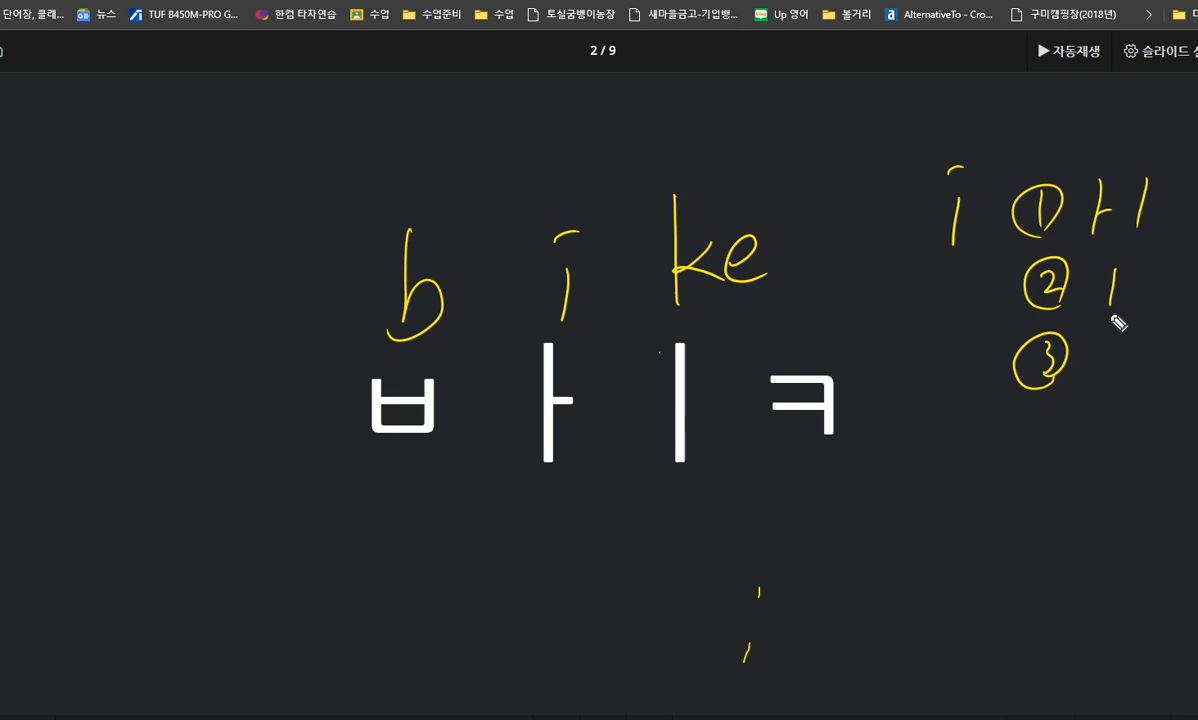 단어장, 클래... 뉴스 TUF B450M-PRO G... 한컴 타자연습 수업 수업준비 수업 토실굼벵이농장 새마을금고-기업뱅... Up 영어 볼거리 AlternativeTo - Cro... 구미캠핑장(2018년)
2 / 9 ▶ 자동재생 슬라이드
b i ke
ㅂ ㅏ ㅣ ㅋ
i ① ㅏㅣ
② ㅣ
③